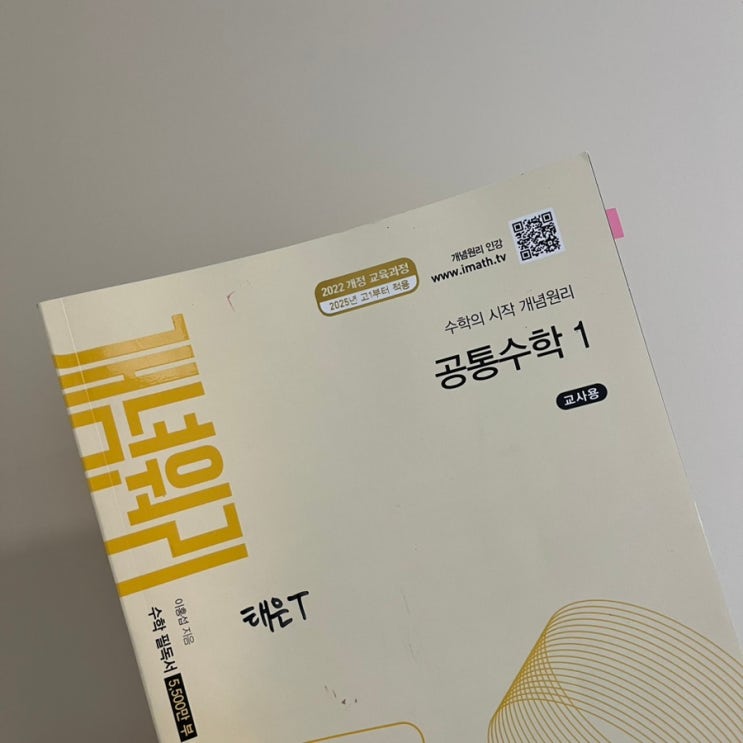 개념원리 인강
www.imath.tv
2022 개정 교육과정
2025년 고1부터 적용
수학의 시작 개념원리
공통수학 1
교사용
개념원리
이홍섭 지음
수학 필독서 5,500만 부
태운T